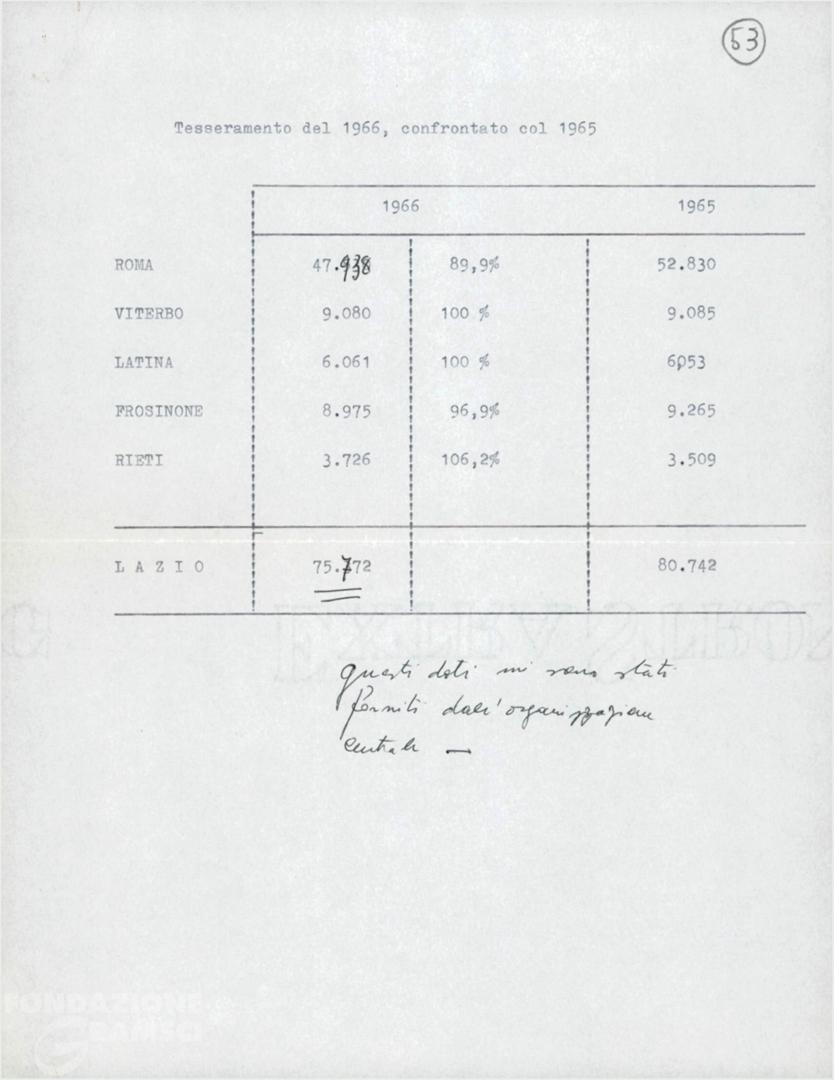 53
Tesseramento del 1966, confrontato col 1965
1966 1965
ROMA 47.938 89,9% 52.830
VITERBO 9.080 100 % 9.085
LATINA 6.061 100 % 6053
FROSINONE 8.975 96,9% 9.265
RIETI 3.726 106,2% 3.509
L A Z I O 75.772 80.742
questi dati mi sono stati
forniti dall'organizzazione
centrale —
FONDAZIONE
GRAMSCI